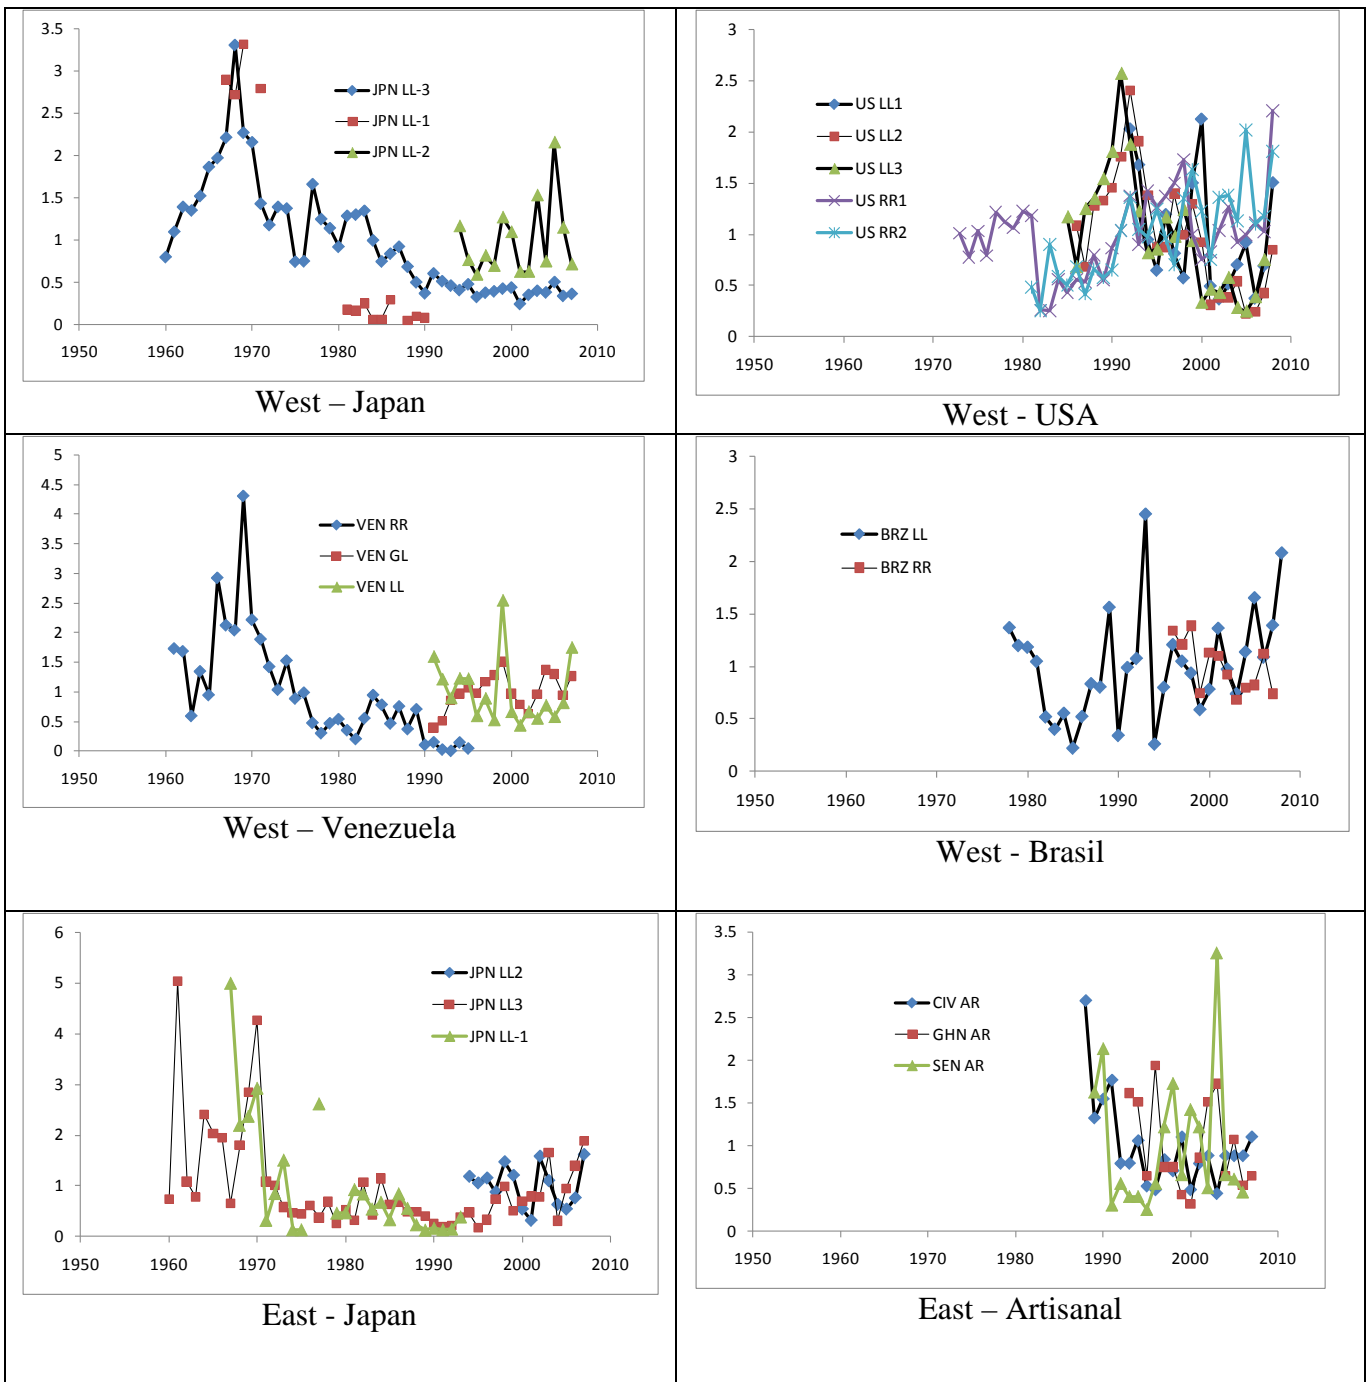 3.5
3
2.5
2
1.5
1
0.5
0
1950 1960 1970 1980 1990 2000 2010
JPN LL-3
JPN LL-1
JPN LL-2
West – Japan
3
2.5
2
1.5
1
0.5
0
1950 1960 1970 1980 1990 2000 2010
US LL1
US LL2
US LL3
US RR1
US RR2
West - USA
5
4.5
4
3.5
3
2.5
2
1.5
1
0.5
0
1950 1960 1970 1980 1990 2000 2010
VEN RR
VEN GL
VEN LL
West – Venezuela
3
2.5
2
1.5
1
0.5
0
1950 1960 1970 1980 1990 2000 2010
BRZ LL
BRZ RR
West - Brasil
6
5
4
3
2
1
0
1950 1960 1970 1980 1990 2000 2010
JPN LL2
JPN LL3
JPN LL-1
East - Japan
3.5
3
2.5
2
1.5
1
0.5
0
1950 1960 1970 1980 1990 2000 2010
CIV AR
GHN AR
SEN AR
East – Artisanal